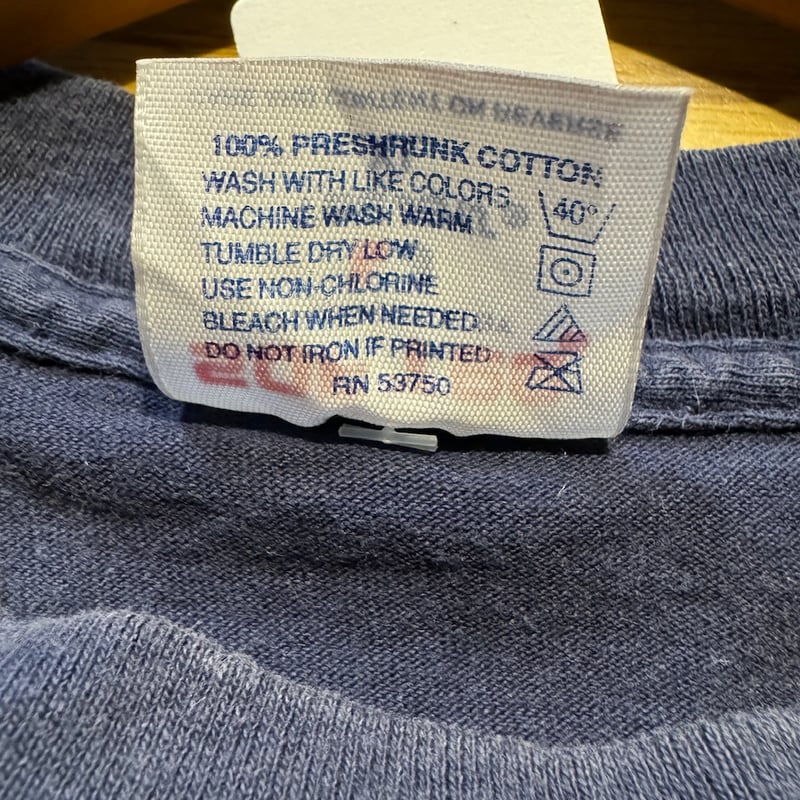 100% PRESHRUNK COTTON
WASH WITH LIKE COLORS
MACHINE WASH WARM
TUMBLE DRY LOW
USE NON-CHLORINE
BLEACH WHEN NEEDED
DO NOT IRON IF PRINTED
RN 53750
40°